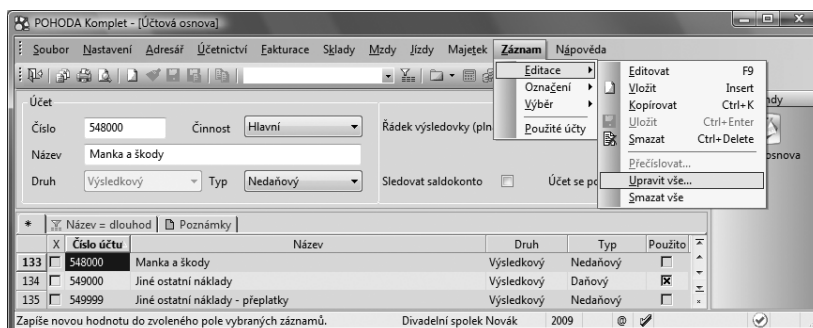 POHODA Komplet - [Účtová osnova]
Soubor Nastavení Adresář Účetnictví Fakturace Sklady Mzdy Jízdy Majetek Záznam Nápověda
Editace
Označení
Výběr
Použité účty
Editovat F9
Vložit Insert
Kopírovat Ctrl+K
Uložit Ctrl+Enter
Smazat Ctrl+Delete
Přečíslovat...
Upravit vše...
Smazat vše
Účet
Číslo 548000 Činnost Hlavní Řádek výsledovky (pln
Název Manka a škody
Druh Výsledkový Typ Nedaňový Sledovat saldokonto Účet se po
ndy
osnova
* Název = dlouhod Poznámky
X Číslo účtu Název Druh Typ Použito
133 548000 Manka a škody Výsledkový Nedaňový
134 549000 Jiné ostatní náklady Výsledkový Daňový
135 549999 Jiné ostatní náklady - přeplatky Výsledkový Nedaňový
Zapíše novou hodnotu do zvoleného pole vybraných záznamů. Divadelní spolek Novák 2009 @